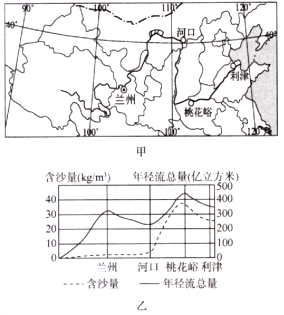 90° 100° 110° 120°
40° 河口 40°
利津
兰州
桃花峪
100° 110° 120°
甲
含沙量(kg/m³) 年径流总量(亿立方米)
500
40 400
30 300
20 200
10 100
0 0
兰州 河口 桃花峪 利津
含沙量 年径流总量
乙